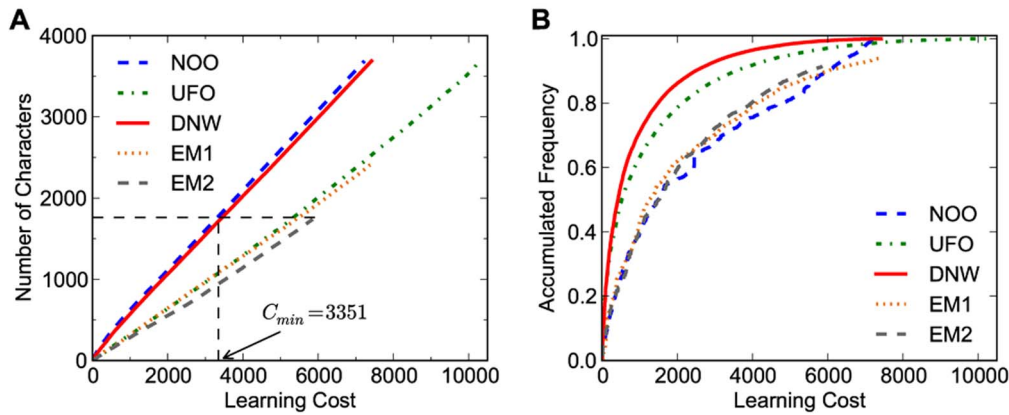 A
Number of Characters
4000
3000
2000
1000
0
NOO
UFO
DNW
EM1
EM2
C_min=3351
0 2000 4000 6000 8000 10000
Learning Cost
B
Accumulated Frequency
1.0
0.8
0.6
0.4
0.2
0.0
NOO
UFO
DNW
EM1
EM2
0 2000 4000 6000 8000 10000
Learning Cost